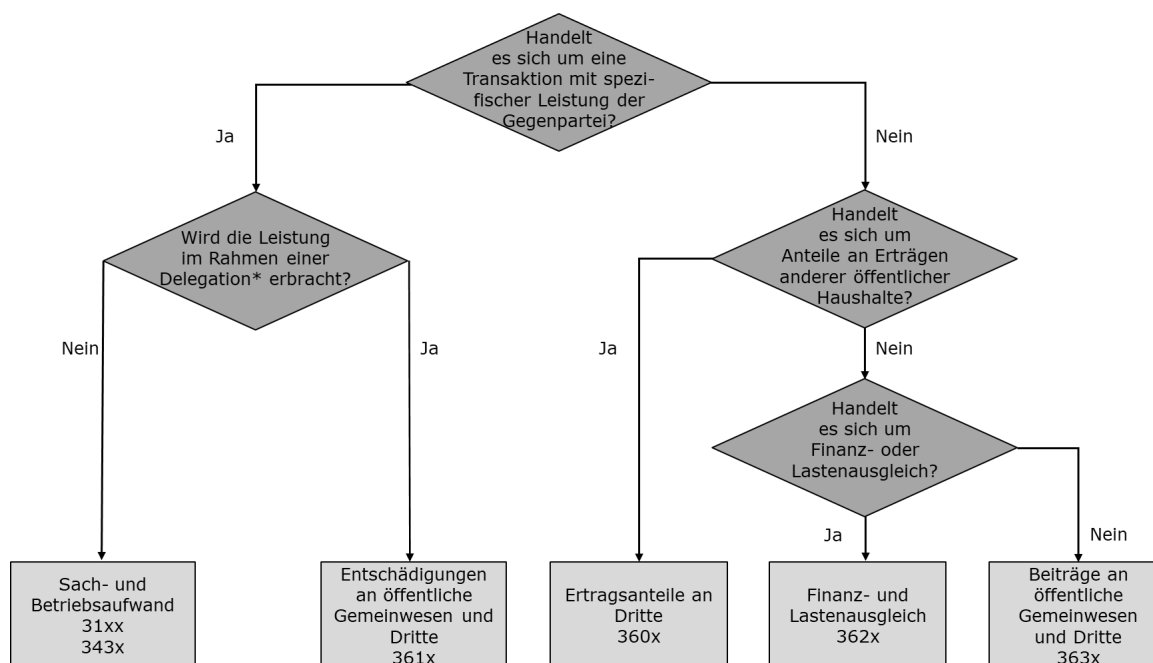 Handelt
es sich um eine
Transaktion mit spezi-
fischer Leistung der
Gegenpartei?
Ja
Nein
Wird die Leistung
im Rahmen einer
Delegation* erbracht?
Handelt
es sich um
Anteile an Erträgen
anderer öffentlicher
Haushalte?
Nein
Ja
Ja
Nein
Handelt
es sich um
Finanz- oder
Lastenausgleich?
Ja
Nein
Sach- und
Betriebsaufwand
31xx
343x
Entschädigungen
an öffentliche
Gemeinwesen und
Dritte
361x
Ertragsanteile an
Dritte
360x
Finanz- und
Lastenausgleich
362x
Beiträge an
öffentliche
Gemeinwesen
und Dritte
363x